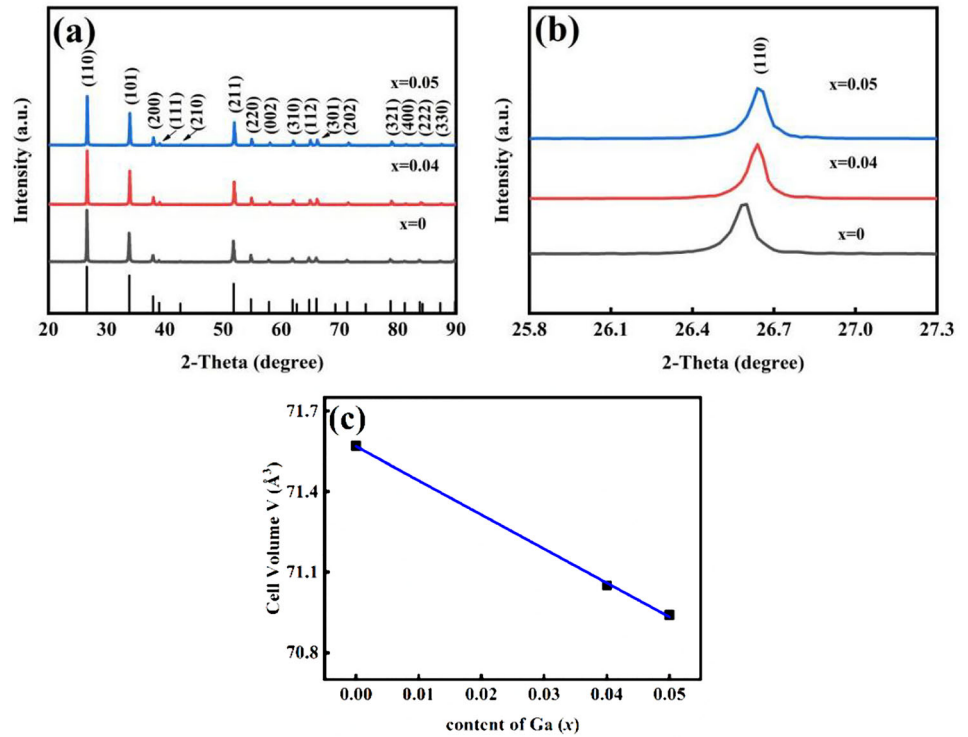 (a)
Intensity (a.u.)
(110)
(101)
(200)
(111)
(210)
(211)
(220)
(002)
(310)
(112)
(301)
(202)
(321)
(400)
(222)
(330)
x=0.05
x=0.04
x=0
20 30 40 50 60 70 80 90
2-Theta (degree)
(b)
Intensity (a.u.)
(110)
x=0.05
x=0.04
x=0
25.8 26.1 26.4 26.7 27.0 27.3
2-Theta (degree)
(c)
Cell Volume V (Å³)
71.7
71.4
71.1
70.8
0.00 0.01 0.02 0.03 0.04 0.05
content of Ga (x)